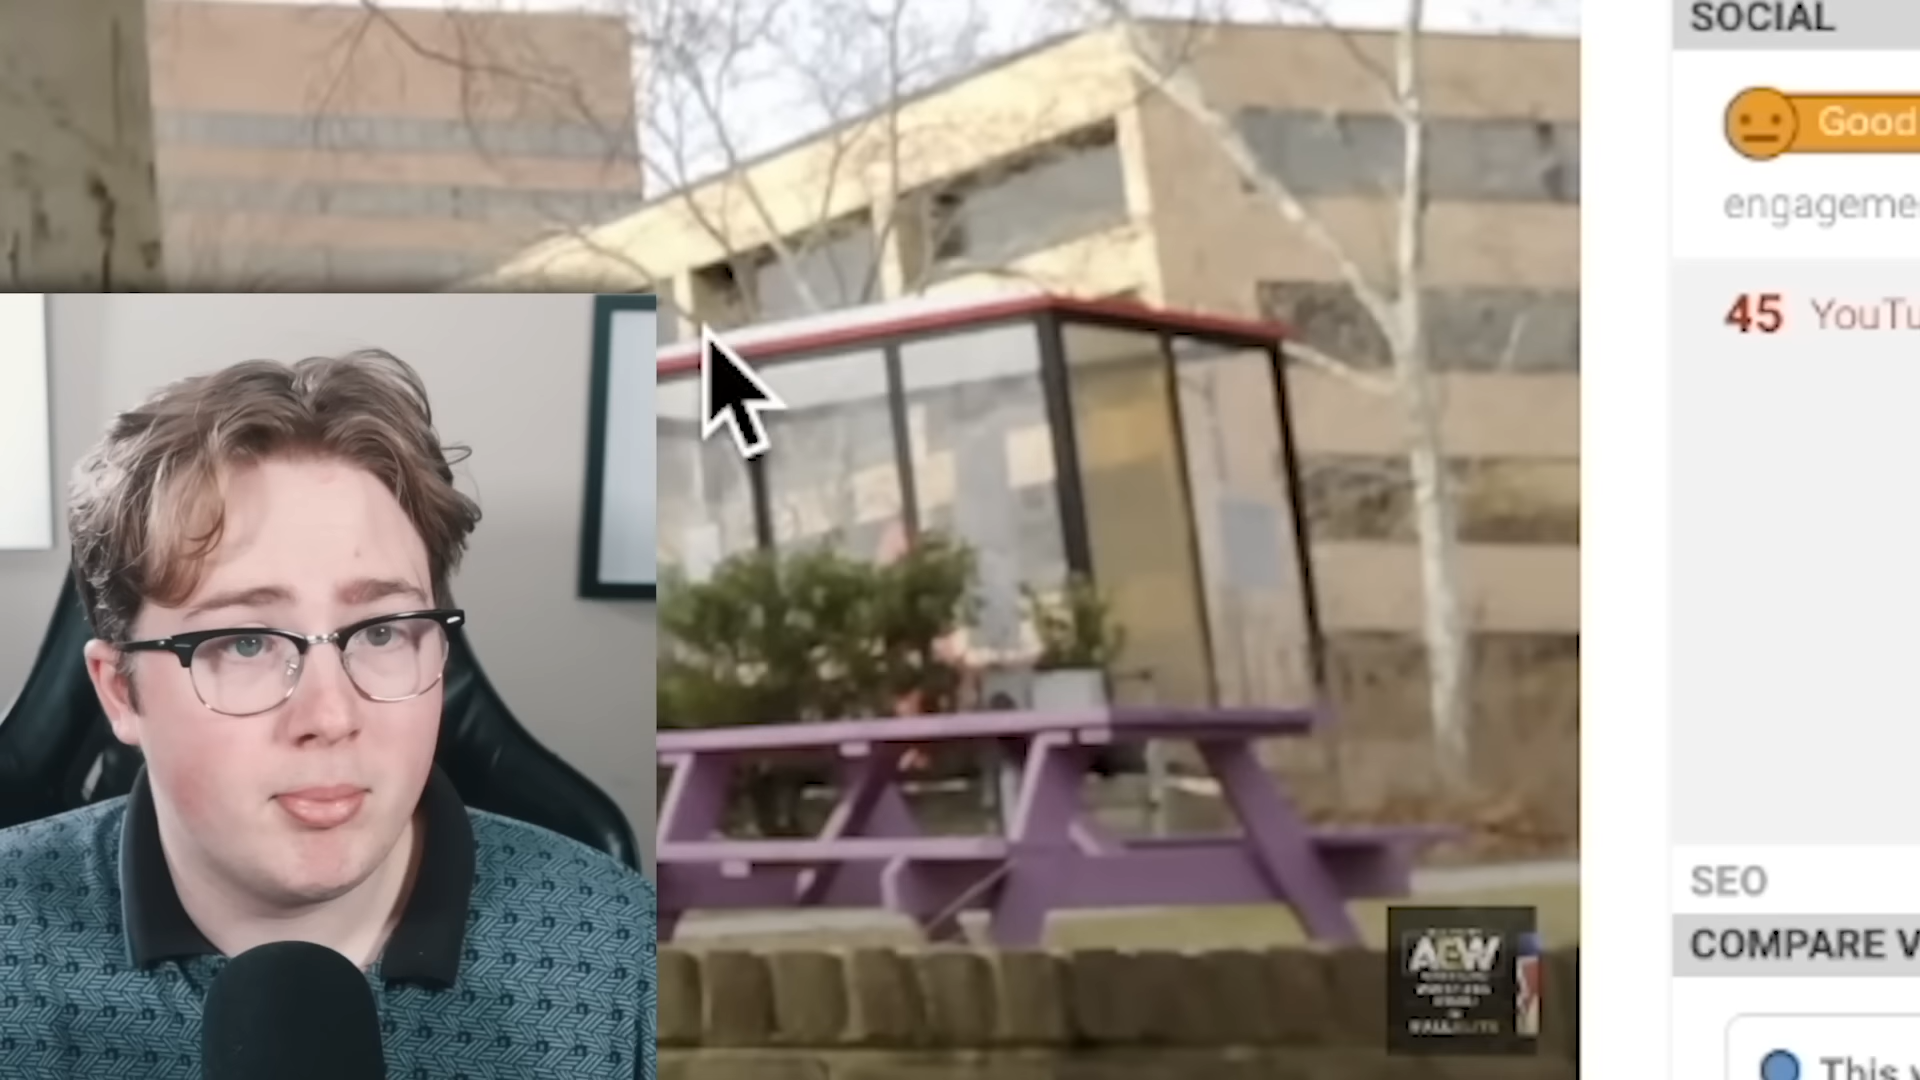 SOCIAL
Good
engageme
45 YouTu
SEO
COMPARE V
This v
AEW